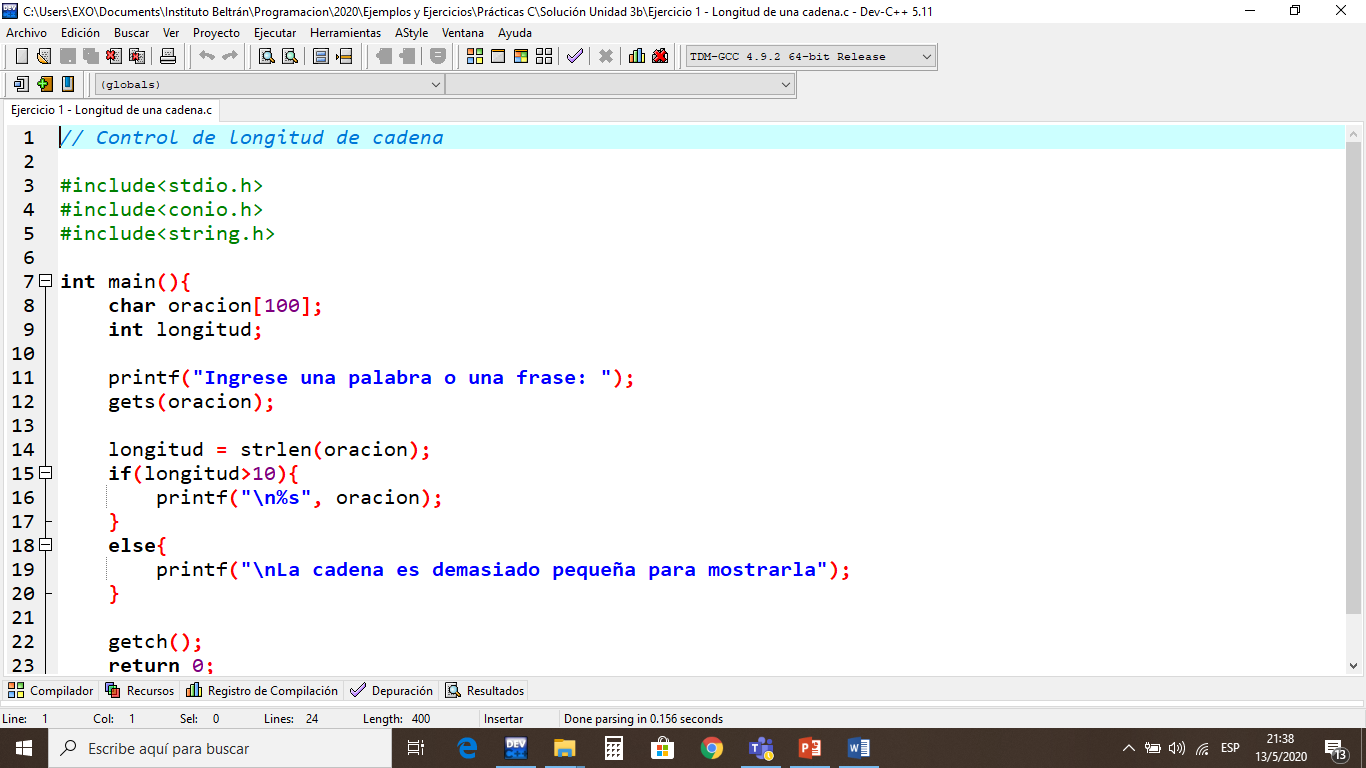 C:\Users\EXO\Documents\Instituto Beltrán\Programacion\2020\Ejemplos y Ejercicios\Prácticas C\Solución Unidad 3b\Ejercicio 1 - Longitud de una cadena.c - Dev-C++ 5.11
Archivo Edición Buscar Ver Proyecto Ejecutar Herramientas AStyle Ventana Ayuda
TDM-GCC 4.9.2 64-bit Release
(globals)
Ejercicio 1 - Longitud de una cadena.c
1 // Control de longitud de cadena
2
3 #include<stdio.h>
4 #include<conio.h>
5 #include<string.h>
6
7 int main(){
8 char oracion[100];
9 int longitud;
10
11 printf("Ingrese una palabra o una frase: ");
12 gets(oracion);
13
14 longitud = strlen(oracion);
15 if(longitud>10){
16 printf("\n%s", oracion);
17 }
18 else{
19 printf("\nLa cadena es demasiado pequeña para mostrarla");
20 }
21
22 getch();
23 return 0;
Compilador Recursos Registro de Compilación Depuración Resultados
Line: 1 Col: 1 Sel: 0 Lines: 24 Length: 400 Insertar Done parsing in 0.156 seconds
Escribe aquí para buscar
DEV
ESP
21:38
13/5/2020
13